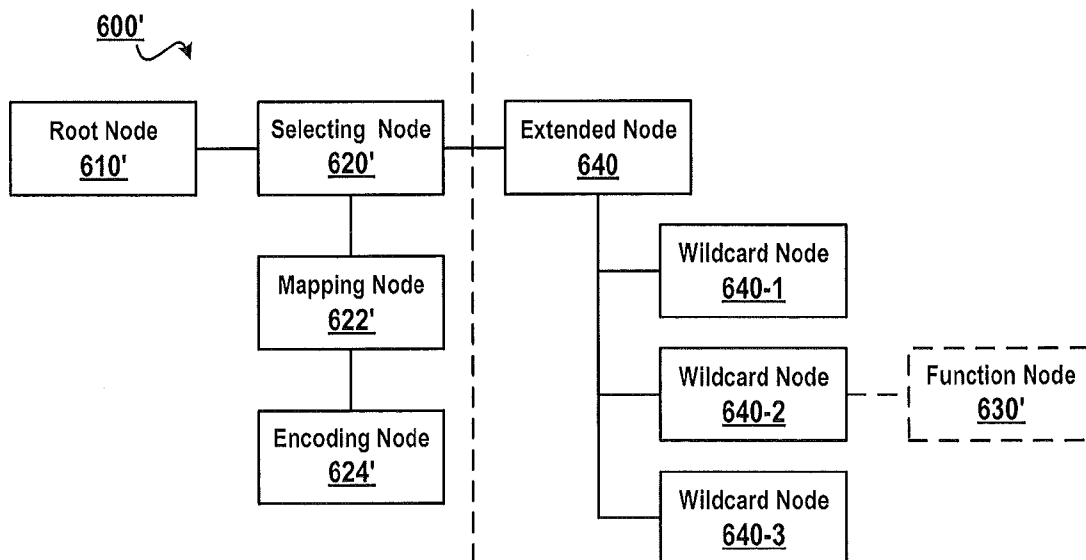 600'
Root Node
610'
Selecting Node
620'
Extended Node
640
Mapping Node
622'
Encoding Node
624'
Wildcard Node
640-1
Wildcard Node
640-2
Function Node
630'
Wildcard Node
640-3